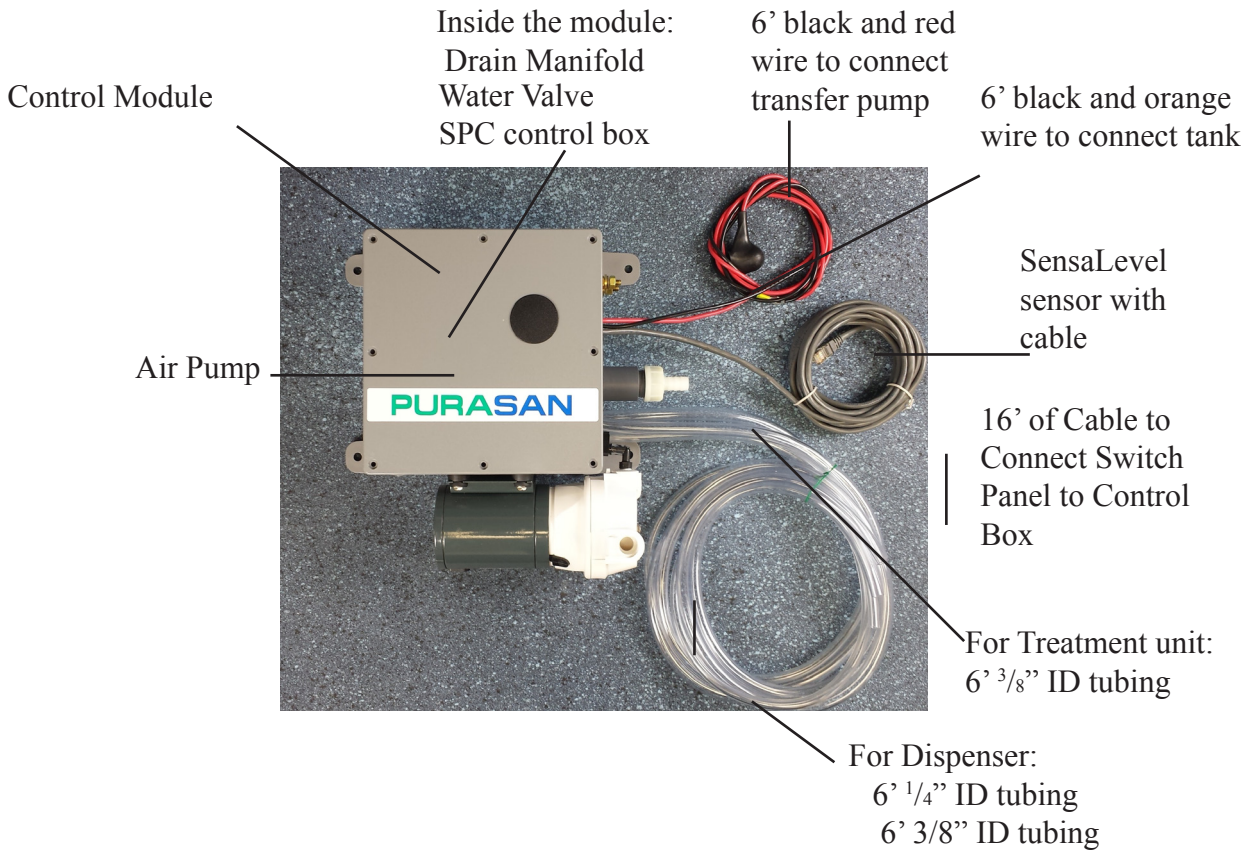 Control Module
Inside the module:
Drain Manifold
Water Valve
SPC control box
6’ black and red
wire to connect
transfer pump
6’ black and orange
wire to connect tank
SensaLevel
sensor with
cable
Air Pump
PURASAN
16’ of Cable to
Connect Switch
Panel to Control
Box
For Treatment unit:
6’ 3/8” ID tubing
For Dispenser:
6’ 1/4” ID tubing
6’ 3/8” ID tubing